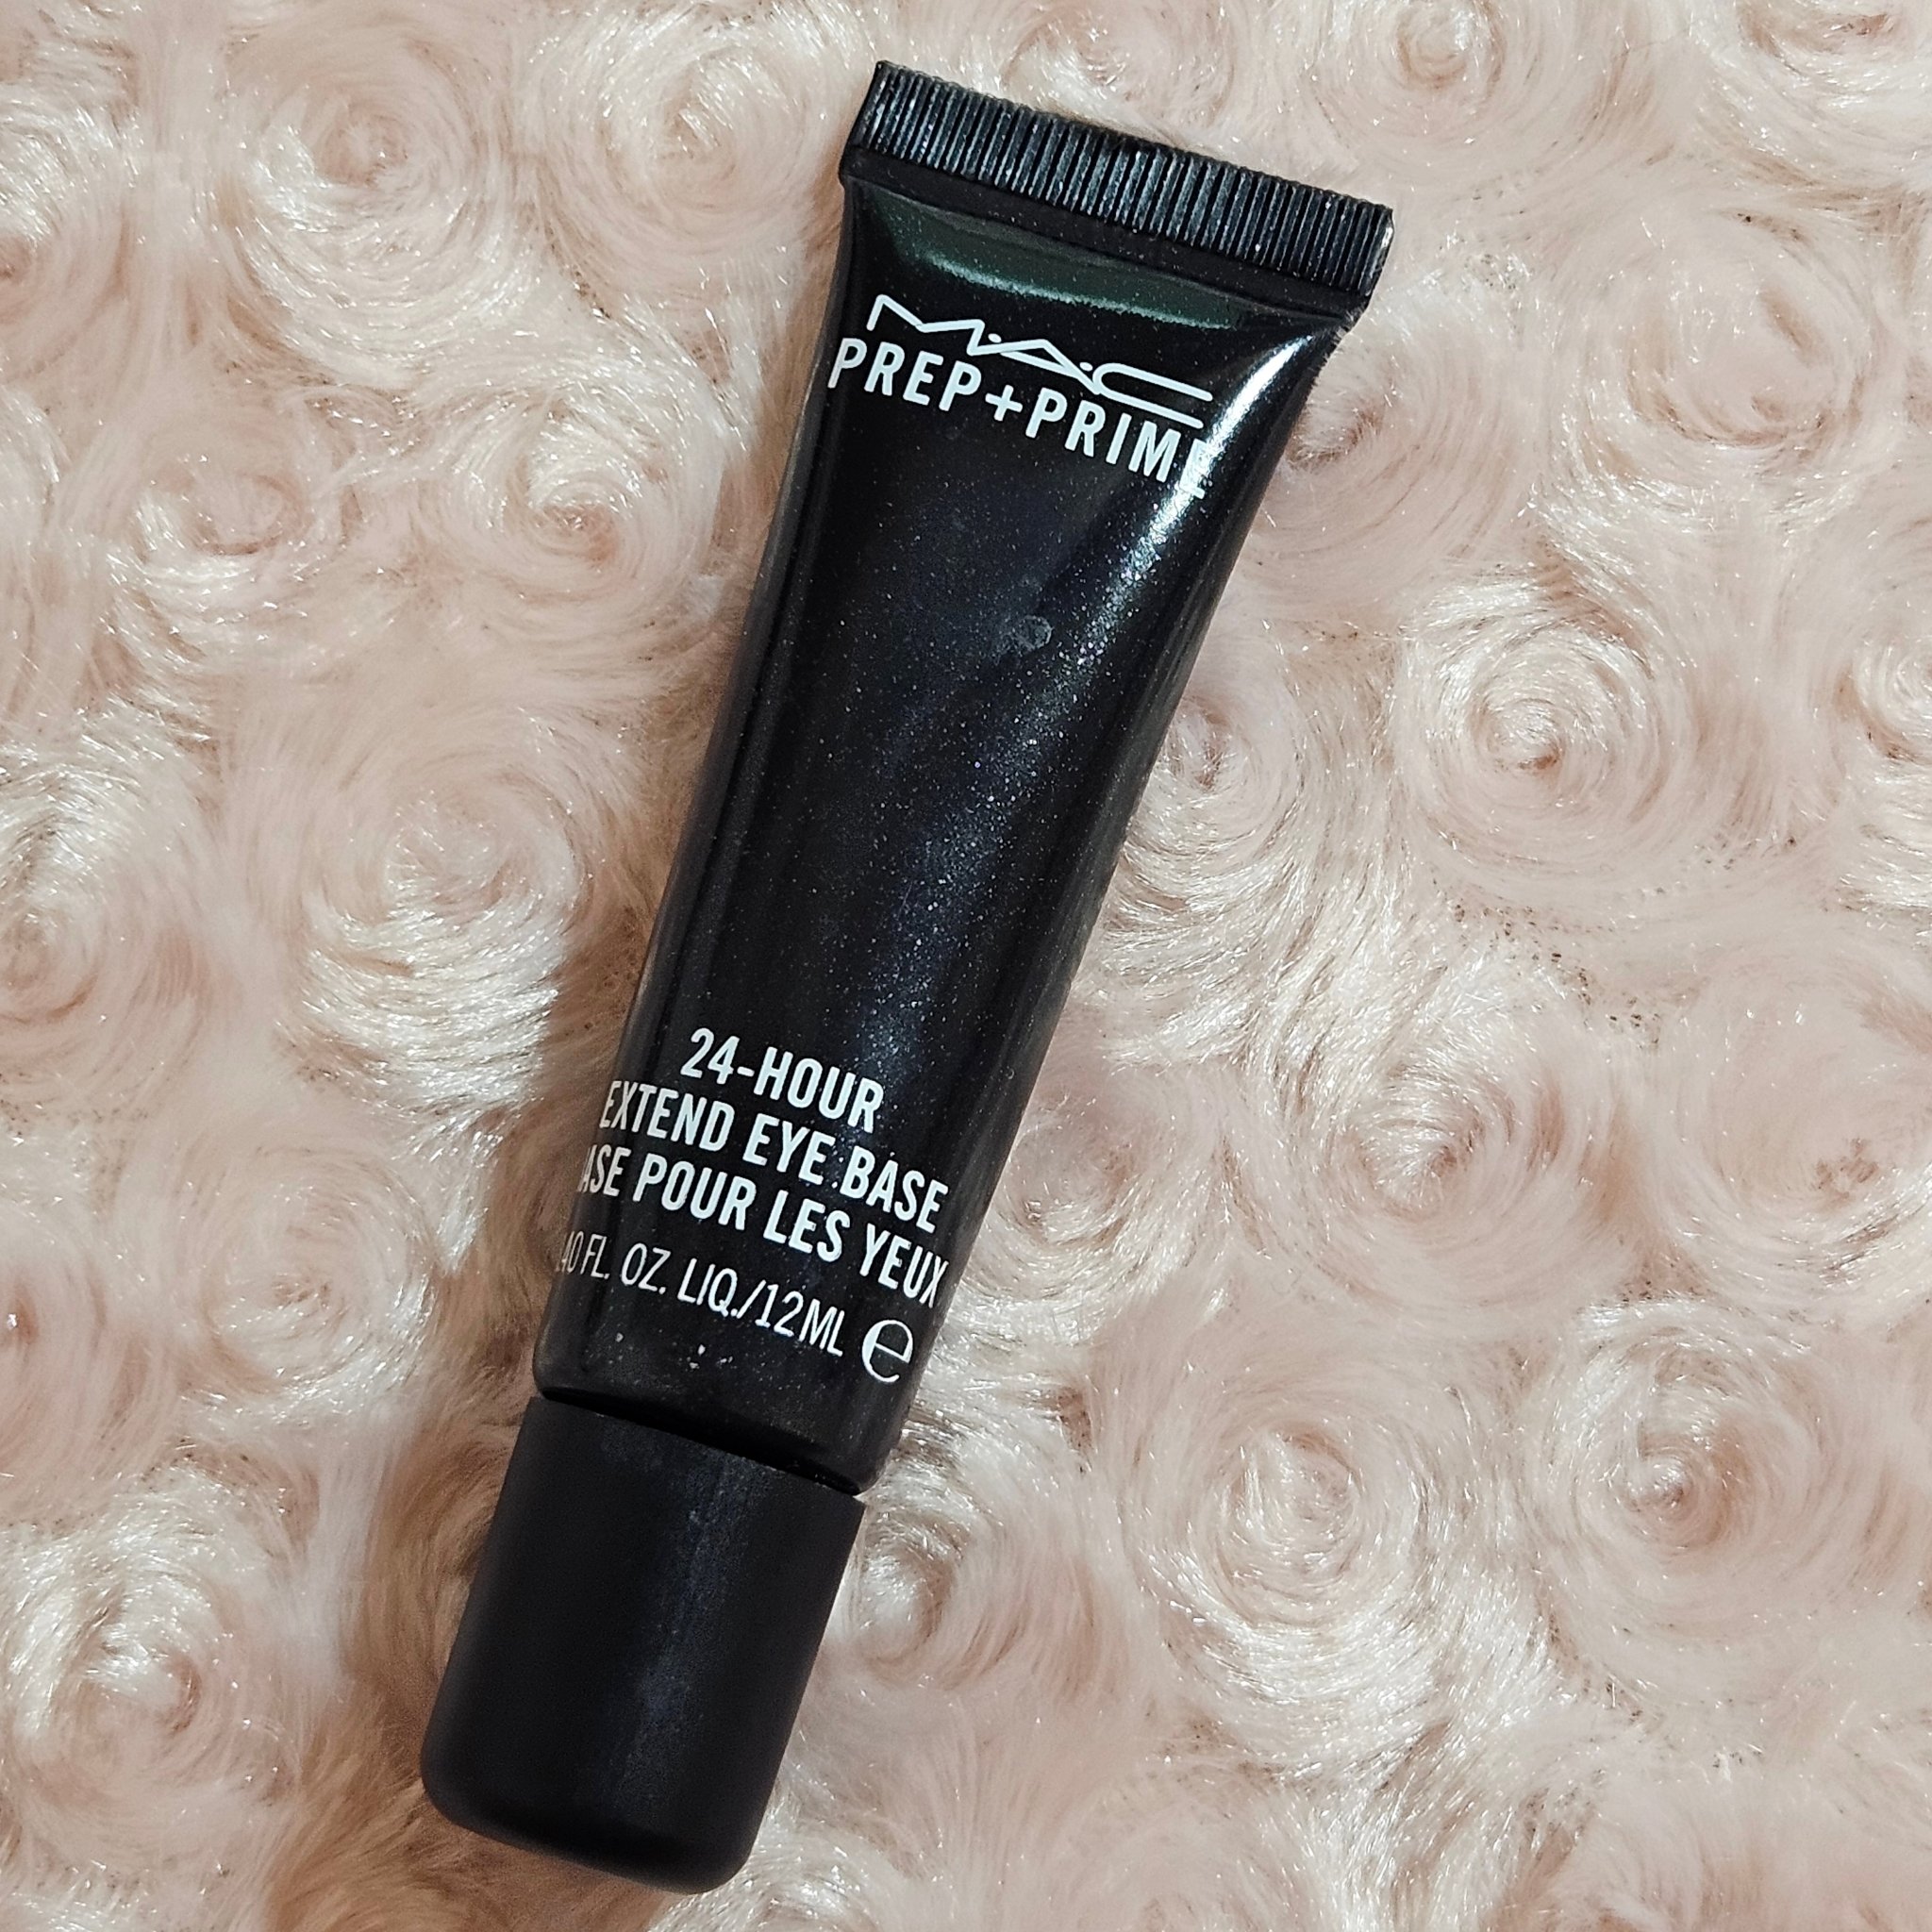 M·A·C
PREP+PRIME
24-HOUR
EXTEND EYE BASE
ASE POUR LES YEUX
.40 FL. OZ. LIQ./12ML e